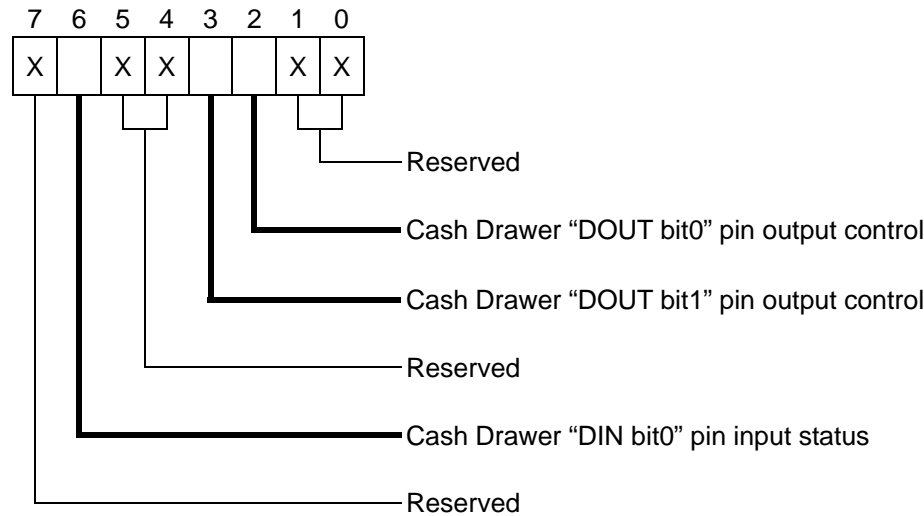 7 6 5 4 3 2 1 0
X X X X X
Reserved
Cash Drawer “DOUT bit0” pin output control
Cash Drawer “DOUT bit1” pin output control
Reserved
Cash Drawer “DIN bit0” pin input status
Reserved